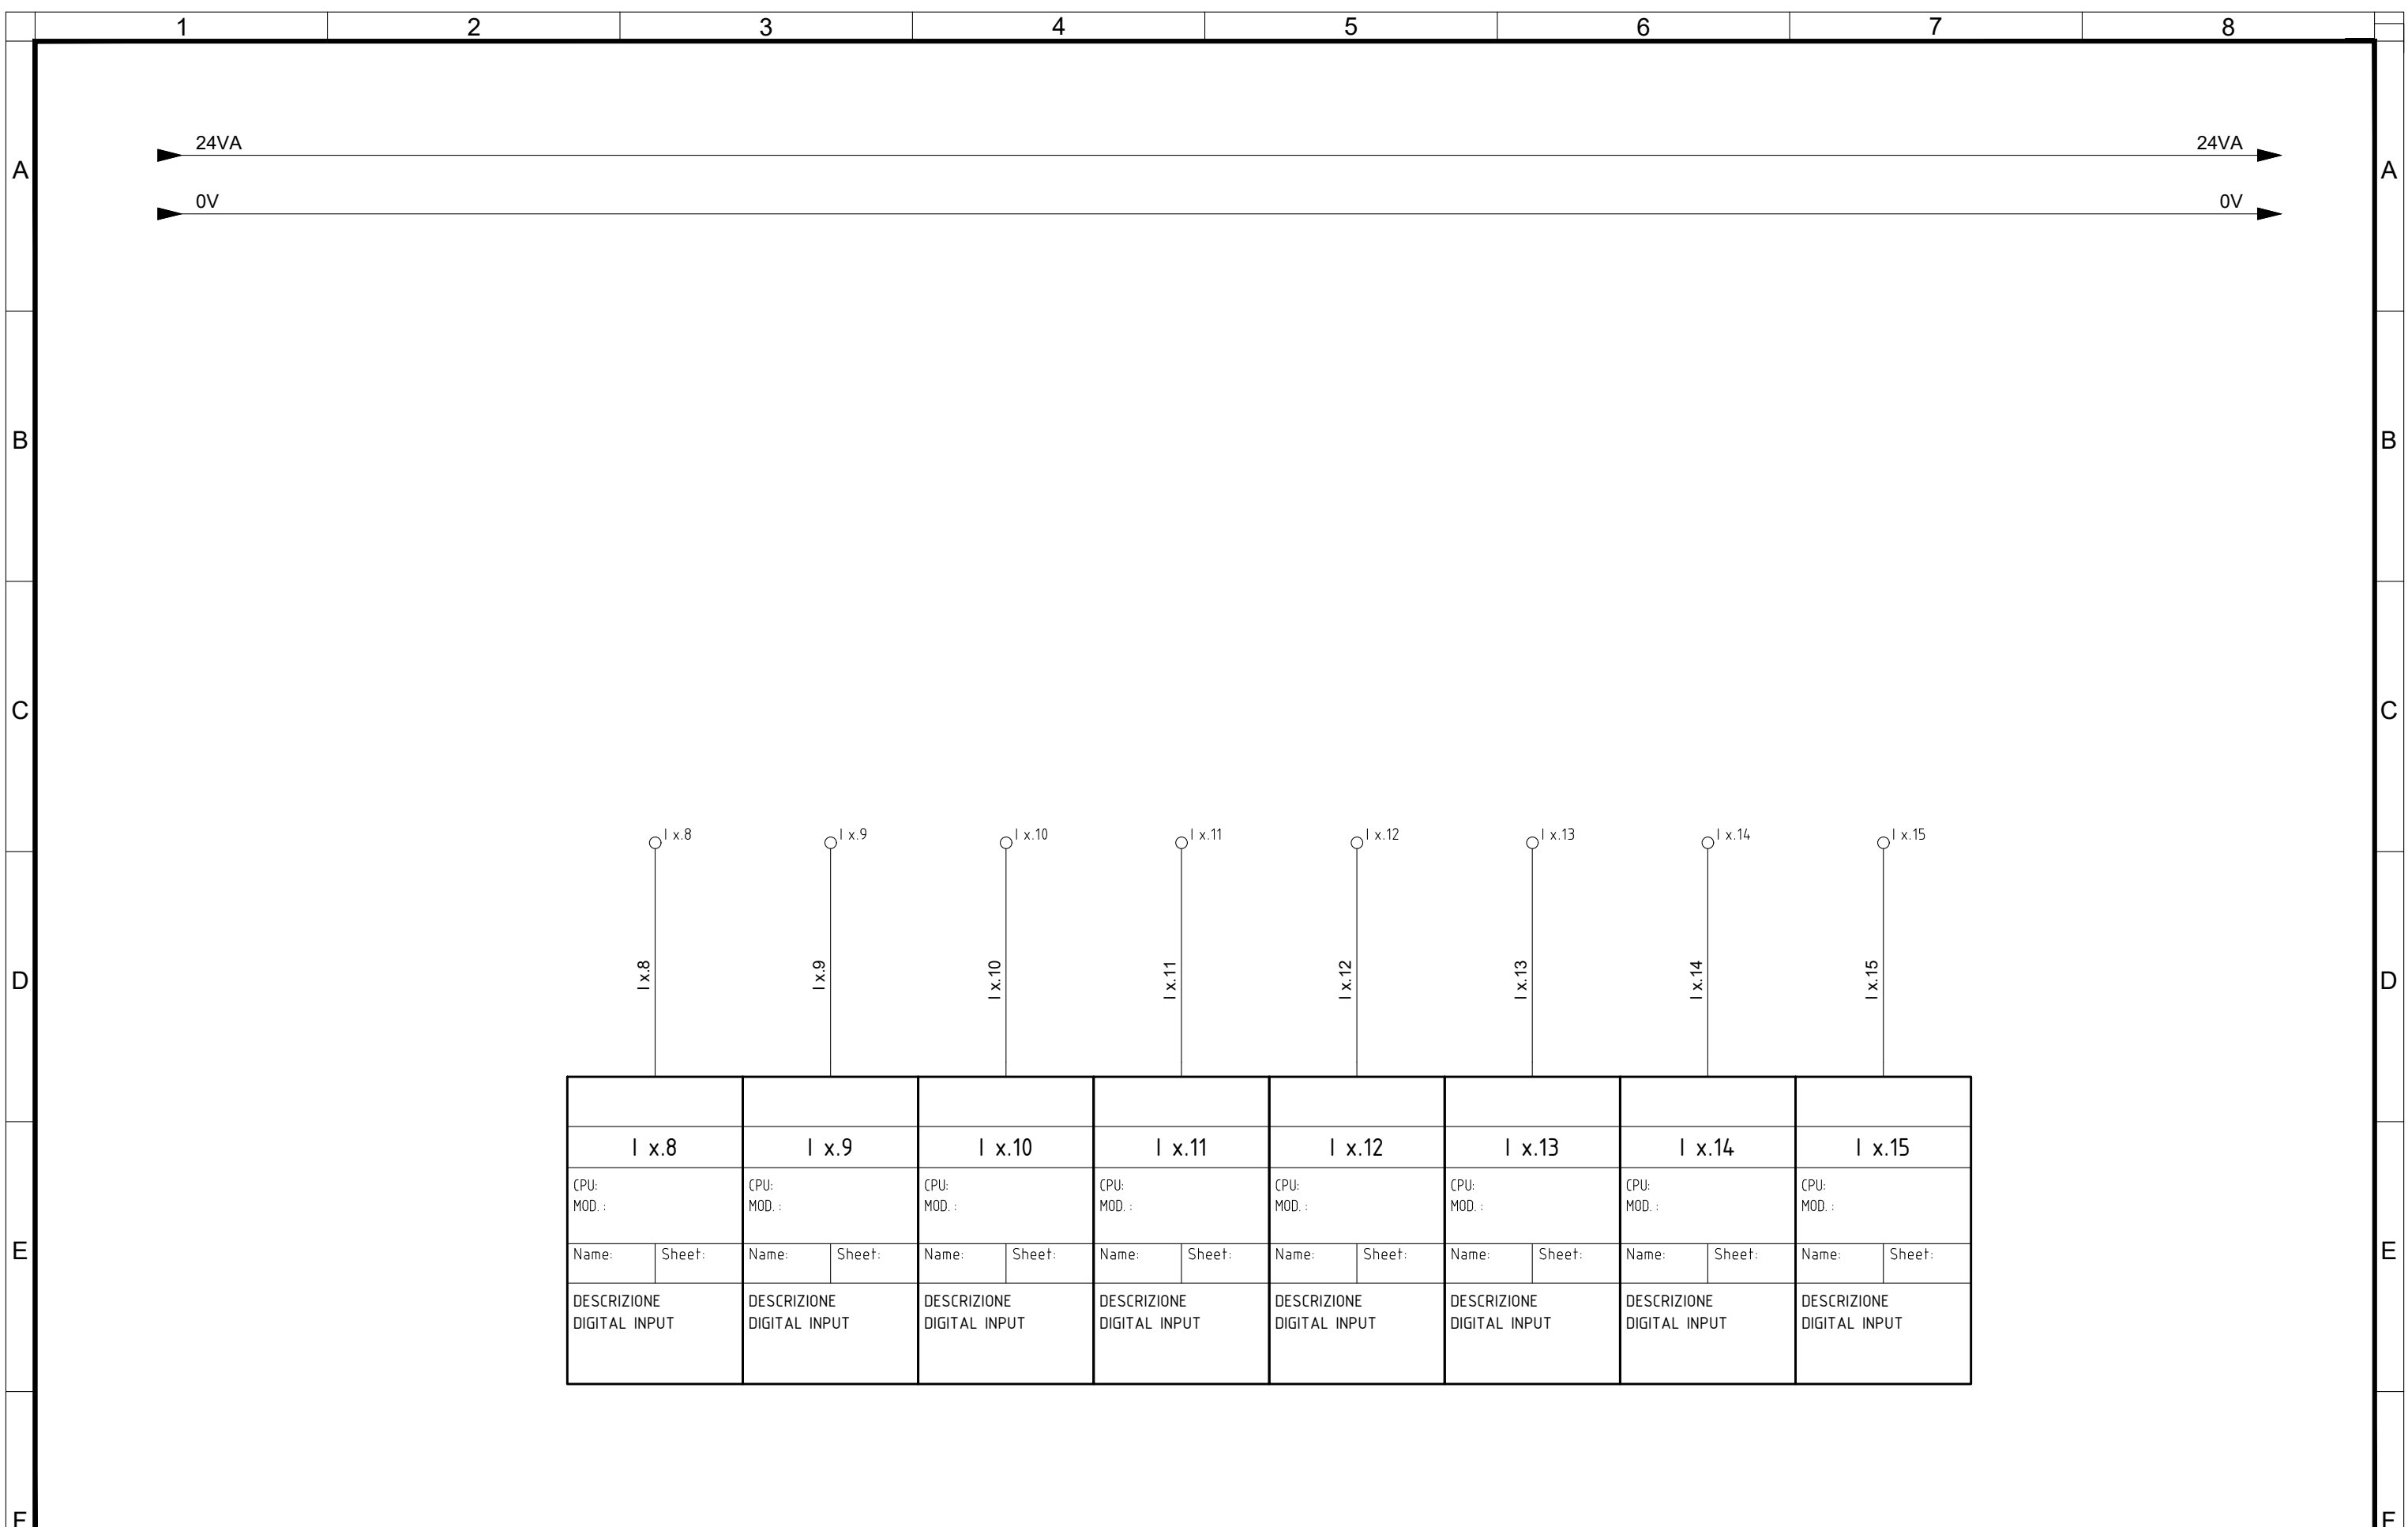 1 2 3 4 5 6 7 8
24VA 24VA
A A
0V 0V
B B
C C
I x.8 I x.9 I x.10 I x.11 I x.12 I x.13 I x.14 I x.15
I x.8 I x.9 I x.10 I x.11 I x.12 I x.13 I x.14 I x.15
D D
I x.8 I x.9 I x.10 I x.11 I x.12 I x.13 I x.14 I x.15
CPU: CPU: CPU: CPU: CPU: CPU: CPU: CPU:
MOD. : MOD. : MOD. : MOD. : MOD. : MOD. : MOD. : MOD. :
E E
Name: Sheet: Name: Sheet: Name: Sheet: Name: Sheet: Name: Sheet: Name: Sheet: Name: Sheet: Name: Sheet:
DESCRIZIONE DESCRIZIONE DESCRIZIONE DESCRIZIONE DESCRIZIONE DESCRIZIONE DESCRIZIONE DESCRIZIONE
DIGITAL INPUT DIGITAL INPUT DIGITAL INPUT DIGITAL INPUT DIGITAL INPUT DIGITAL INPUT DIGITAL INPUT DIGITAL INPUT
F F